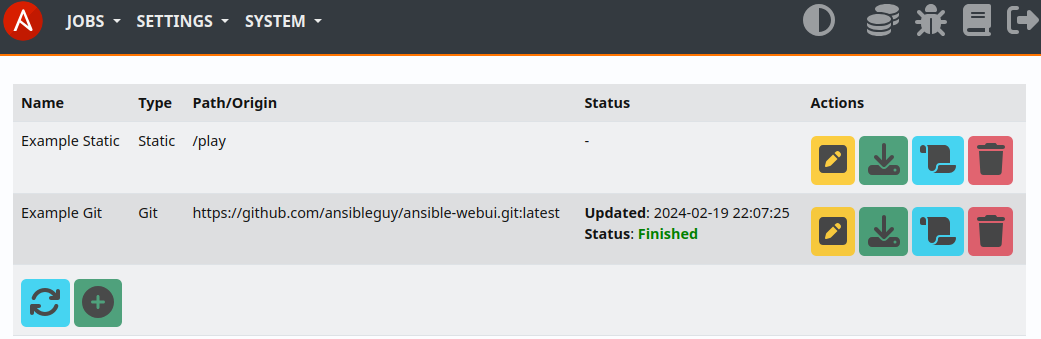 JOBS SETTINGS SYSTEM
Name Type Path/Origin Status Actions
Example Static Static /play -
Example Git Git https://github.com/ansibleguy/ansible-webui.git:latest Updated: 2024-02-19 22:07:25
Status: Finished